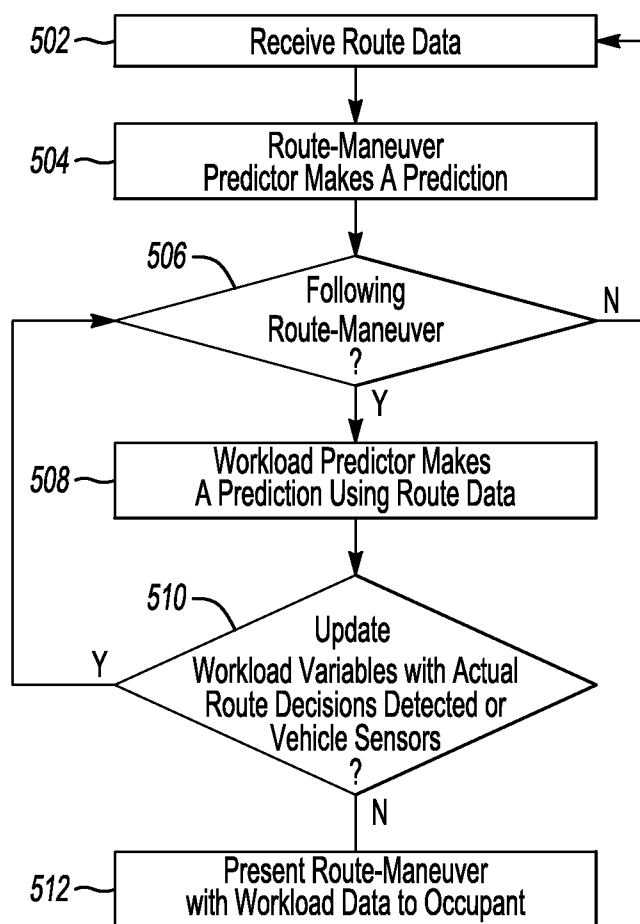 502
Receive Route Data
504
Route-Maneuver
Predictor Makes A Prediction
506
Following
Route-Maneuver
?
N
Y
508
Workload Predictor Makes
A Prediction Using Route Data
510
Update
Workload Variables with Actual
Route Decisions Detected or
Vehicle Sensors
?
Y
N
512
Present Route-Maneuver
with Workload Data to Occupant